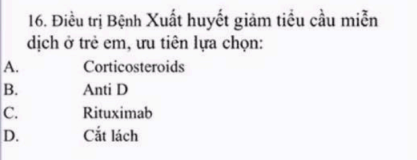 16. Điều trị Bệnh Xuất huyết giảm tiểu cầu miễn
dịch ở trẻ em, ưu tiên lựa chọn:
A. Corticosteroids
B. Anti D
C. Rituximab
D. Cắt lách